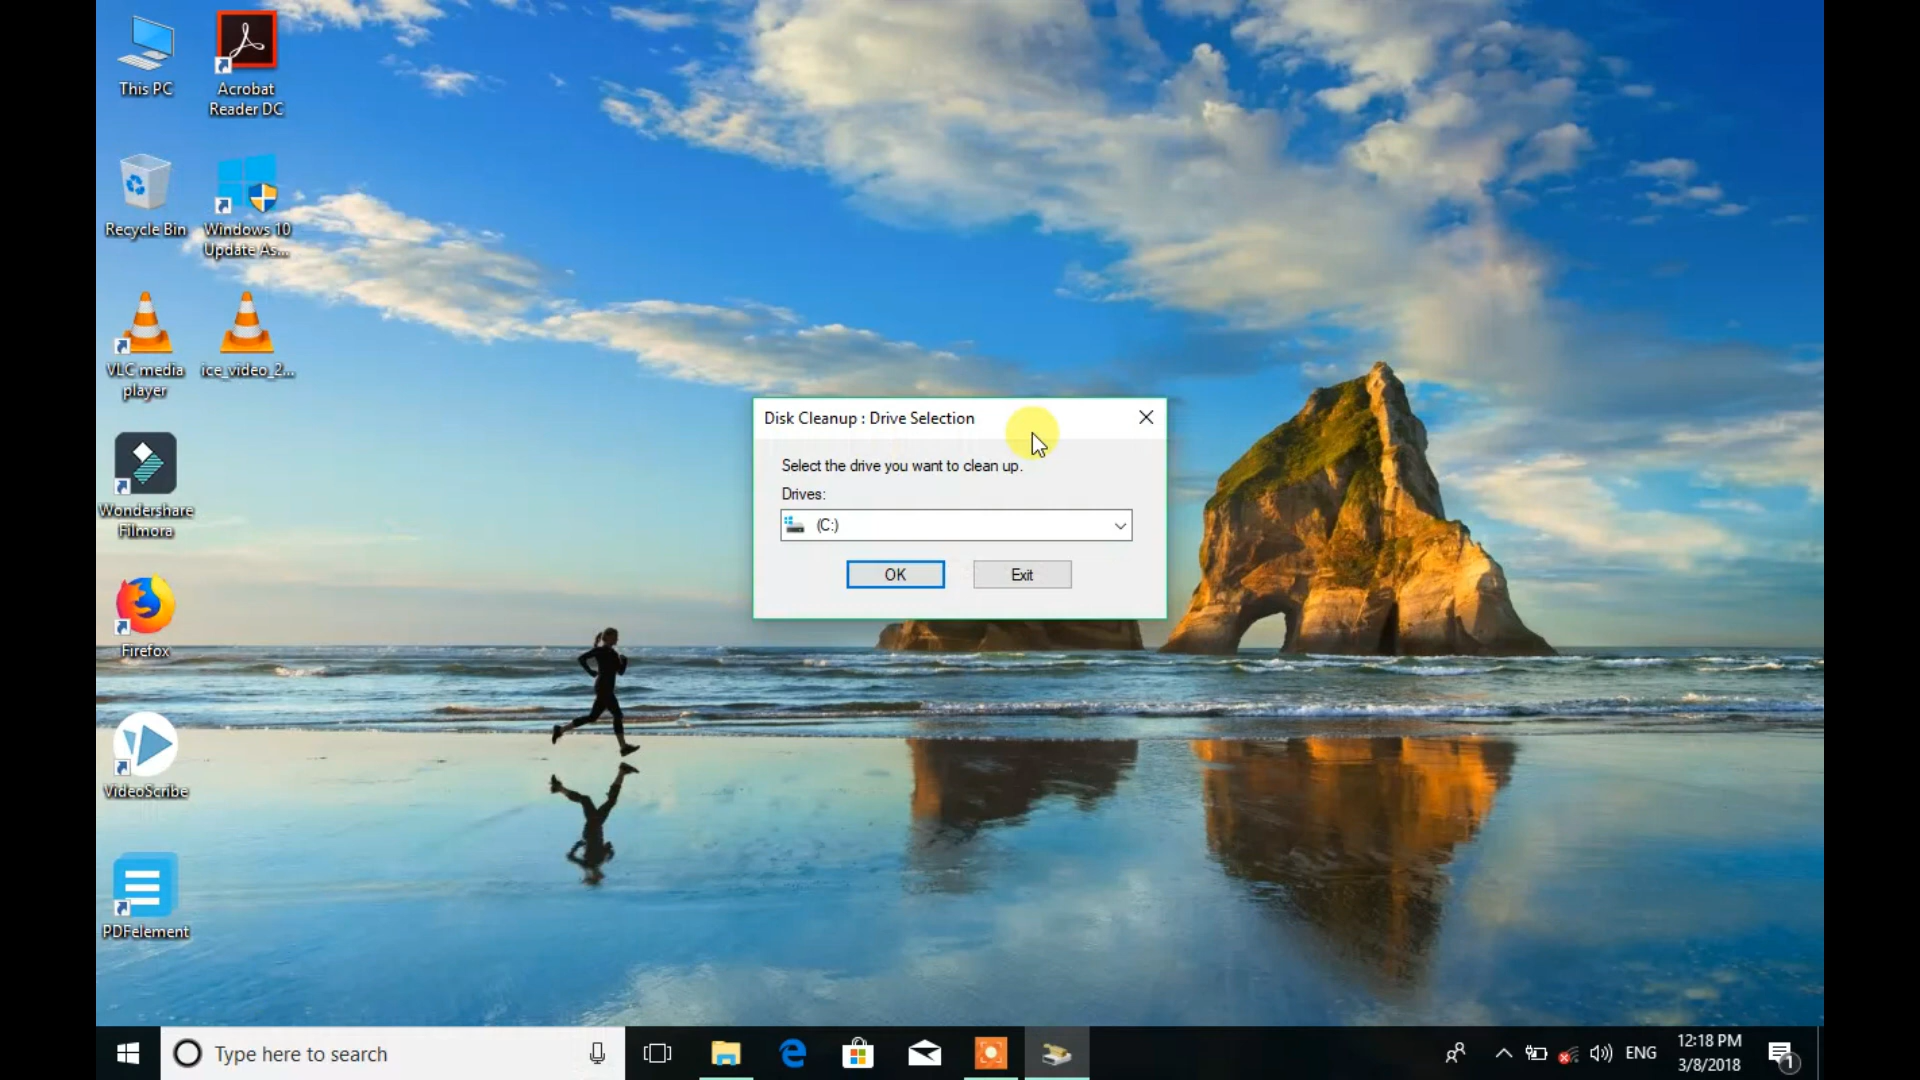 This PC
Acrobat
Reader DC
Recycle Bin
Windows 10
Update As...
VLC media
player
ice_video_2...
Wondershare
Filmora
Firefox
VideoScribe
PDFelement
Disk Cleanup : Drive Selection
Select the drive you want to clean up.
Drives:
(C:)
OK
Exit
Type here to search
ENG
12:18 PM
3/8/2018
1